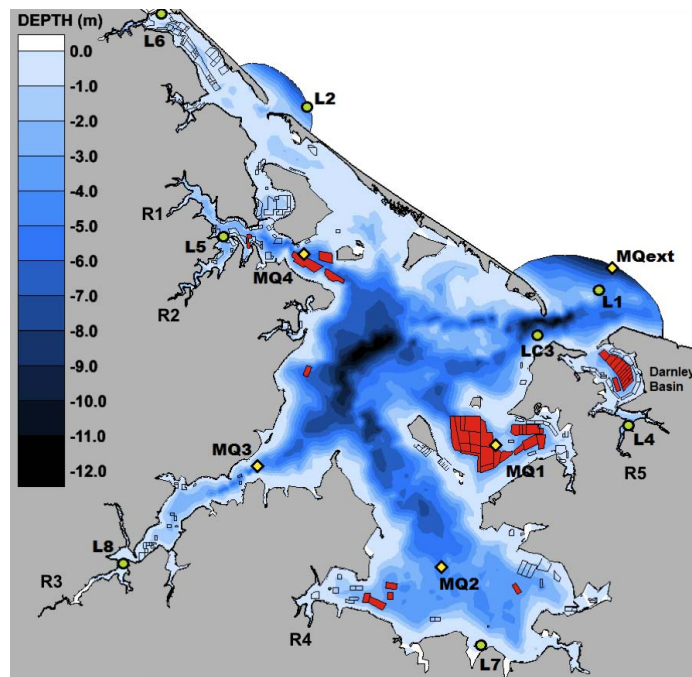 DEPTH (m)
0.0
-1.0
-2.0
-3.0
-4.0
-5.0
-6.0
-7.0
-8.0
-9.0
-10.0
-11.0
-12.0
L6
L2
R1
L5
MQ4
R2
MQext
L1
LC3
Darnley
Basin
L4
R5
MQ1
MQ3
L8
R3
MQ2
R4
L7